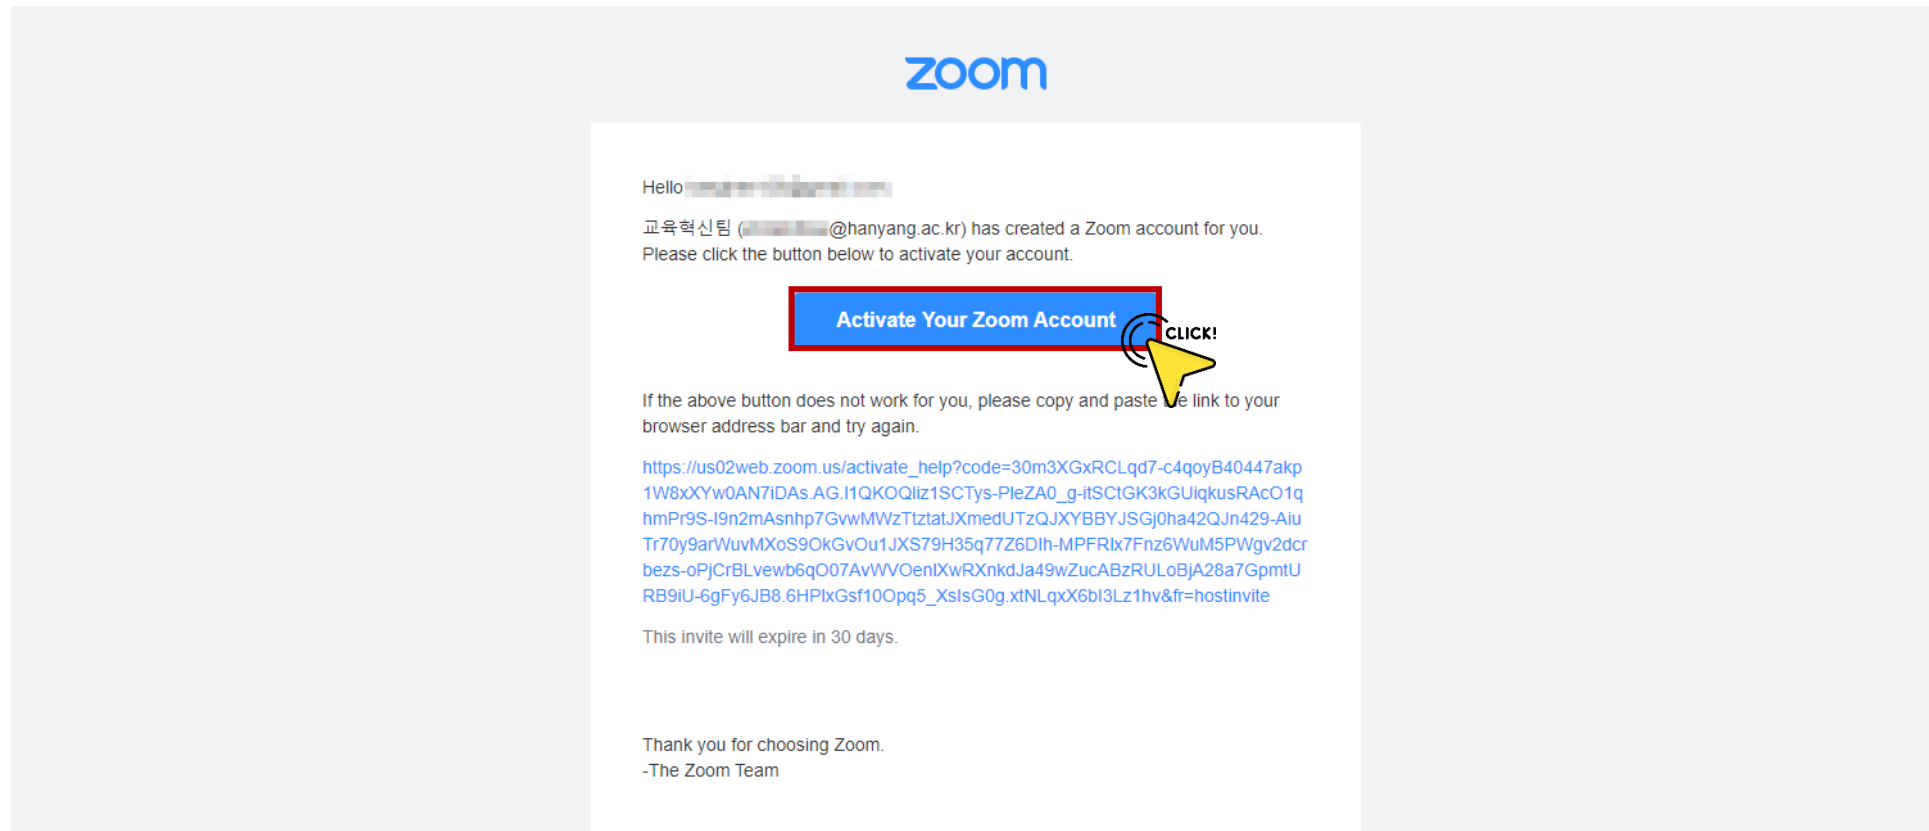 zoom
Hello
교육혁신팀 (@hanyang.ac.kr) has created a Zoom account for you.
Please click the button below to activate your account.
Activate Your Zoom Account
CLICK!
If the above button does not work for you, please copy and paste the link to your
browser address bar and try again.
https://us02web.zoom.us/activate_help?code=30m3XGxRCLqd7-c4qoyB40447akp
1W8xXYw0AN7iDAs.AG.I1QKOQliz1SCTys-PleZA0_g-itSCtGK3kGUiqkusRAcO1q
hmPr9S-I9n2mAsnhp7GvwMWzTtztatJXmedUTzQJXYBBYJSGj0ha42QJn429-Aiu
Tr70y9arWuvMXoS9OkGvOu1JXS79H35q77Z6DIh-MPFRIx7Fnz6WuM5PWgv2dcr
bezs-oPjCrBLvewb6qO07AvWVOenIXwRXnkdJa49wZucABzRULoBjA28a7GpmtU
RB9iU-6gFy6JB8.6HPIxGsf10Opq5_XsIsG0g.xtNLqxX6bI3Lz1hv&fr=hostinvite
This invite will expire in 30 days.
Thank you for choosing Zoom.
-The Zoom Team